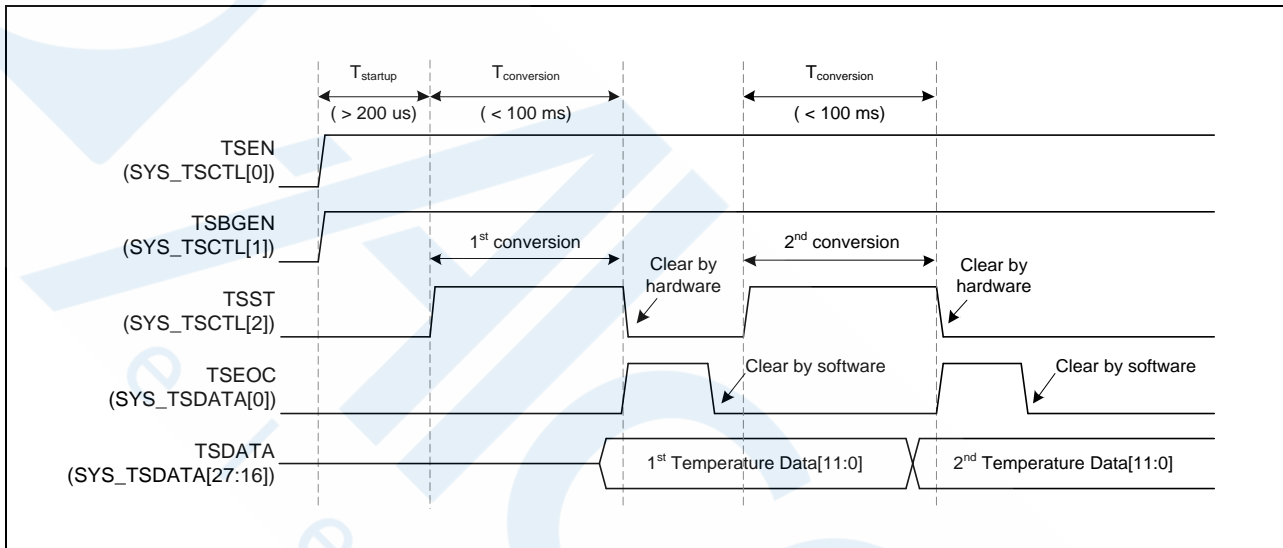 Tstartup
Tconversion
Tconversion
( > 200 us)
( < 100 ms)
( < 100 ms)
TSEN
(SYS_TSCTL[0])
TSBGEN
(SYS_TSCTL[1])
1st conversion
2nd conversion
Clear by
hardware
Clear by
hardware
TSST
(SYS_TSCTL[2])
TSEOC
(SYS_TSDATA[0])
Clear by software
Clear by software
TSDATA
(SYS_TSDATA[27:16])
1st Temperature Data[11:0]
2nd Temperature Data[11:0]